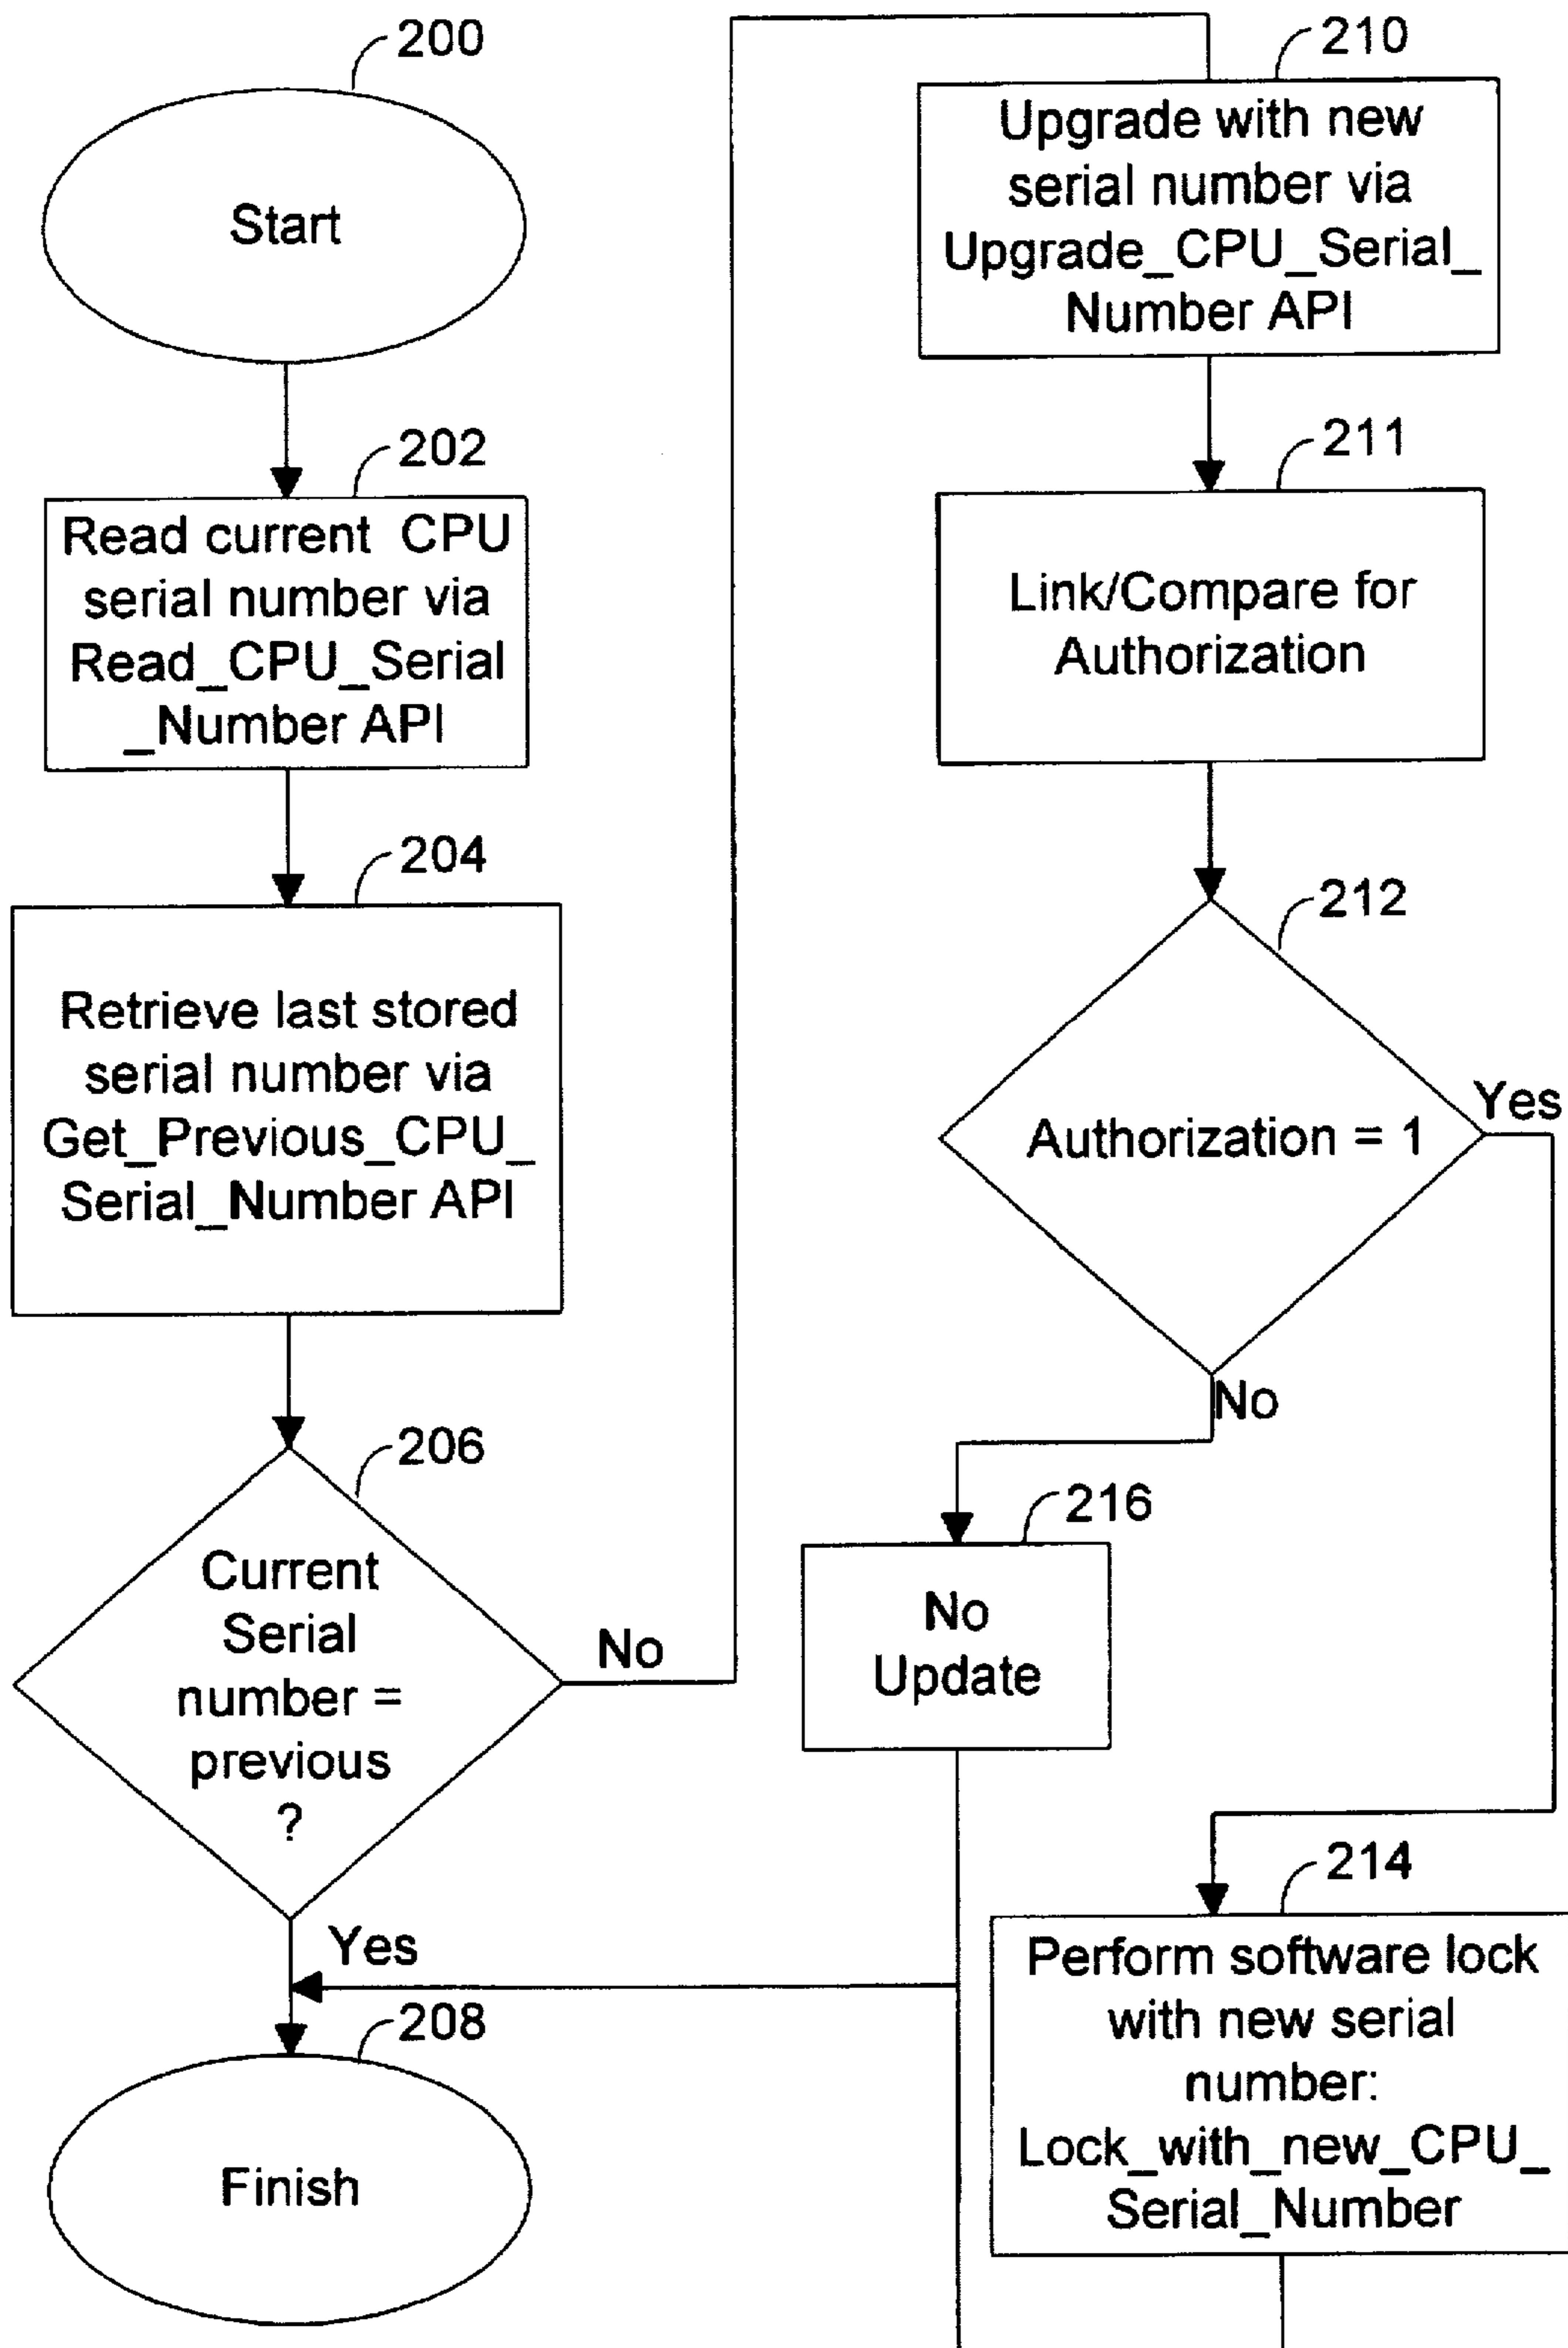 200
Start
202
Read current CPU
serial number via
Read_CPU_Serial
_Number API
204
Retrieve last stored
serial number via
Get_Previous_CPU_
Serial_Number API
206
Current
Serial
number =
previous
?
No
Yes
208
Finish
210
Upgrade with new
serial number via
Upgrade_CPU_Serial_
Number API
211
Link/Compare for
Authorization
212
Authorization = 1
Yes
No
216
No
Update
214
Perform software lock
with new serial
number:
Lock_with_new_CPU_
Serial_Number